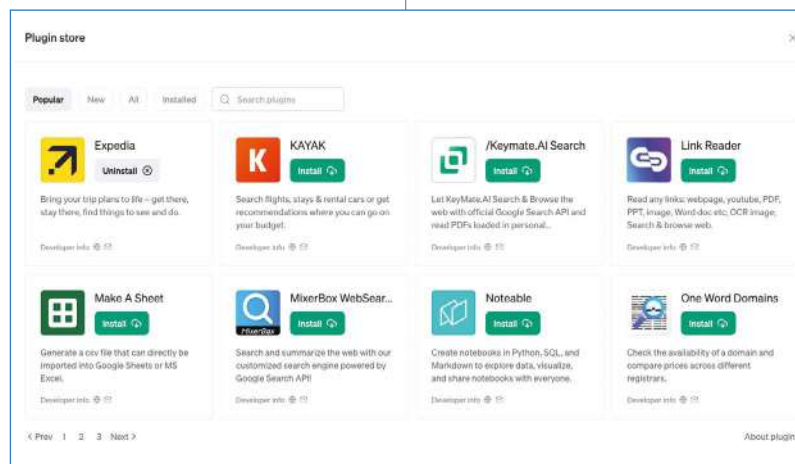 Plugin store
Popular New All Installed Search plugins
Expedia
Uninstall
Bring your trip plans to life – get there,
stay there, find things to see and do.
Developer info
K
KAYAK
Install
Search flights, stays & rental cars or get
recommendations where you can go on
your budget.
Developer info
/Keymate.AI Search
Install
Let KeyMate.AI Search & Browse the
web with official Google Search API and
read PDFs loaded in personal...
Developer info
Link Reader
Install
Read any links: webpage, youtube, PDF,
PPT, image, Word doc etc; OCR image;
Search & browse web.
Developer info
Make A Sheet
Install
Generate a csv file that can directly be
imported into Google Sheets or MS
Excel.
Developer info
MixerBox
MixerBox WebSear...
Install
Search and summarize the web with our
customized search engine powered by
Google Search API!
Developer info
Noteable
Install
Create notebooks in Python, SQL, and
Markdown to explore data, visualize,
and share notebooks with everyone.
Developer info
One Word Domains
Install
Check the availability of a domain and
compare prices across different
registrars.
Developer info
< Prev 1 2 3 Next >
About plugin